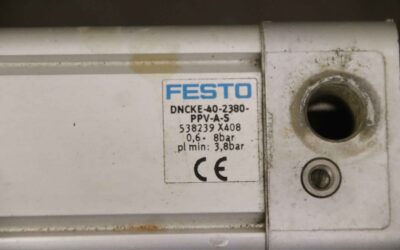 FESTO
DNCKE-40-2380-
PPV-A-S
538239 X408
0,6- 8bar
pl min: 3,8bar
CE